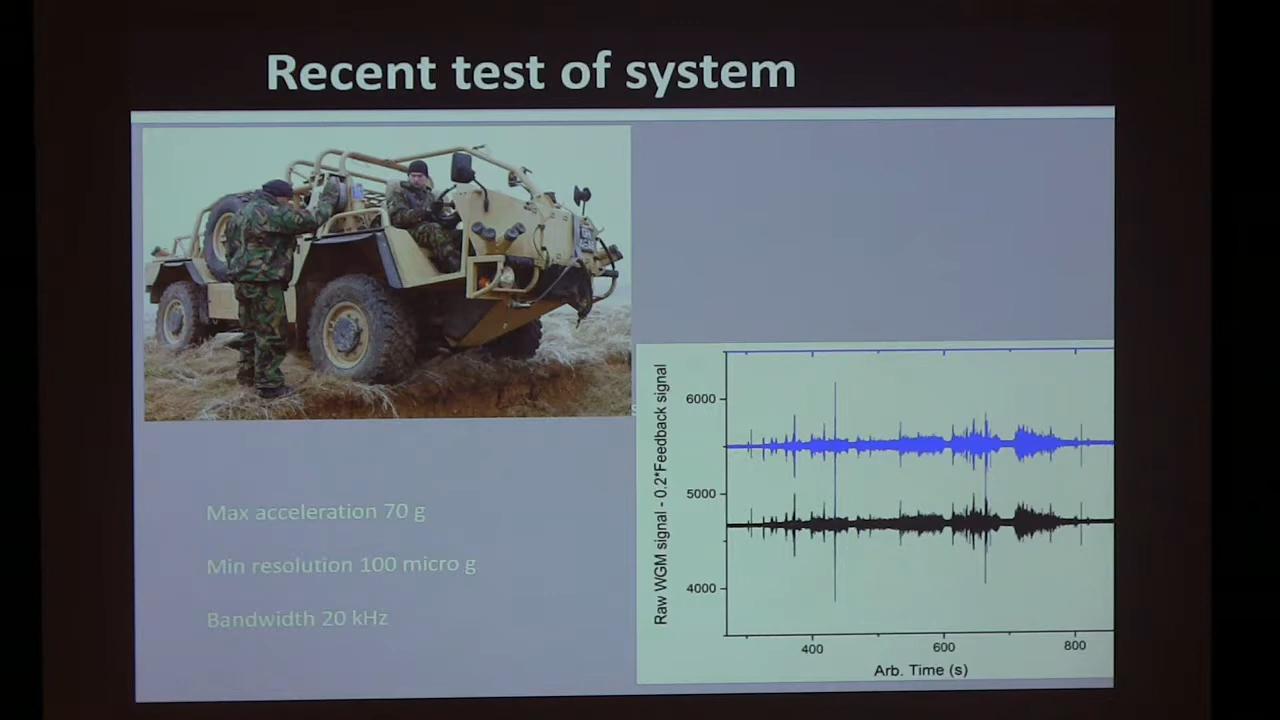 Recent test of system
Max acceleration 70 g
Min resolution 100 micro g
Bandwidth 20 kHz
Raw WGM signal - 0.2*Feedback signal
6000
5000
4000
400
600
800
Arb. Time (s)